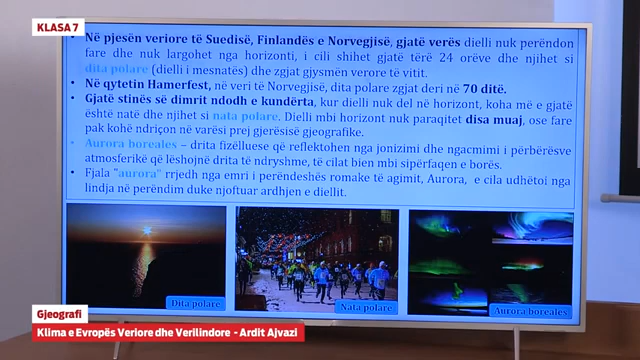 KLASA 7
• Në pjesën veriore të Suedisë, Finlandës e Norvegjisë, gjatë verës dielli nuk perëndon
fare dhe nuk largohet nga horizonti, i cili shihet gjatë tërë 24 orëve dhe njihet si
dita polare (dielli i mesnatës) dhe zgjat gjysmën verore të vitit.
• Në qytetin Hamerfest, në veri të Norvegjisë, dita polare zgjat deri në 70 ditë.
• Gjatë stinës së dimrit ndodh e kundërta, kur dielli nuk del në horizont, koha më e gjatë
është natë dhe njihet si nata polare. Dielli mbi horizont nuk paraqitet disa muaj, ose fare
pak kohë ndriçon në varësi prej gjerësisë gjeografike.
• Aurora boreales – drita fizëlluese që reflektohen nga jonizimi dhe ngacmimi i përbërësve
atmosferikë që lëshojnë drita të ndryshme, të cilat bien mbi sipërfaqen e borës.
• Fjala "aurora" rrjedh nga emri i perëndeshës romake të agimit, Aurora, e cila udhëtoi nga
lindja në perëndim duke njoftuar ardhjen e diellit.
Dita polare
Nata polare
Aurora boreales
Gjeografi
Klima e Evropës Veriore dhe Verilindore - Ardit Ajvazi